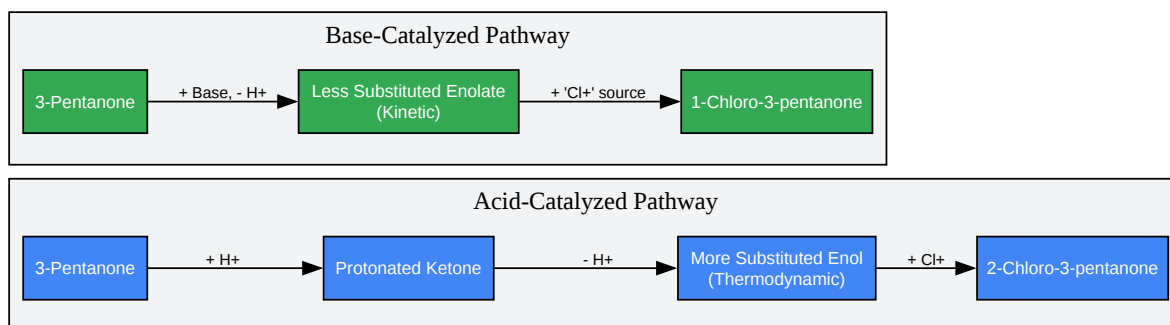 Base-Catalyzed Pathway
3-Pentanone
+ Base, - H+
Less Substituted Enolate
(Kinetic)
+ 'Cl+' source
1-Chloro-3-pentanone
Acid-Catalyzed Pathway
3-Pentanone
+ H+
Protonated Ketone
- H+
More Substituted Enol
(Thermodynamic)
+ Cl+
2-Chloro-3-pentanone